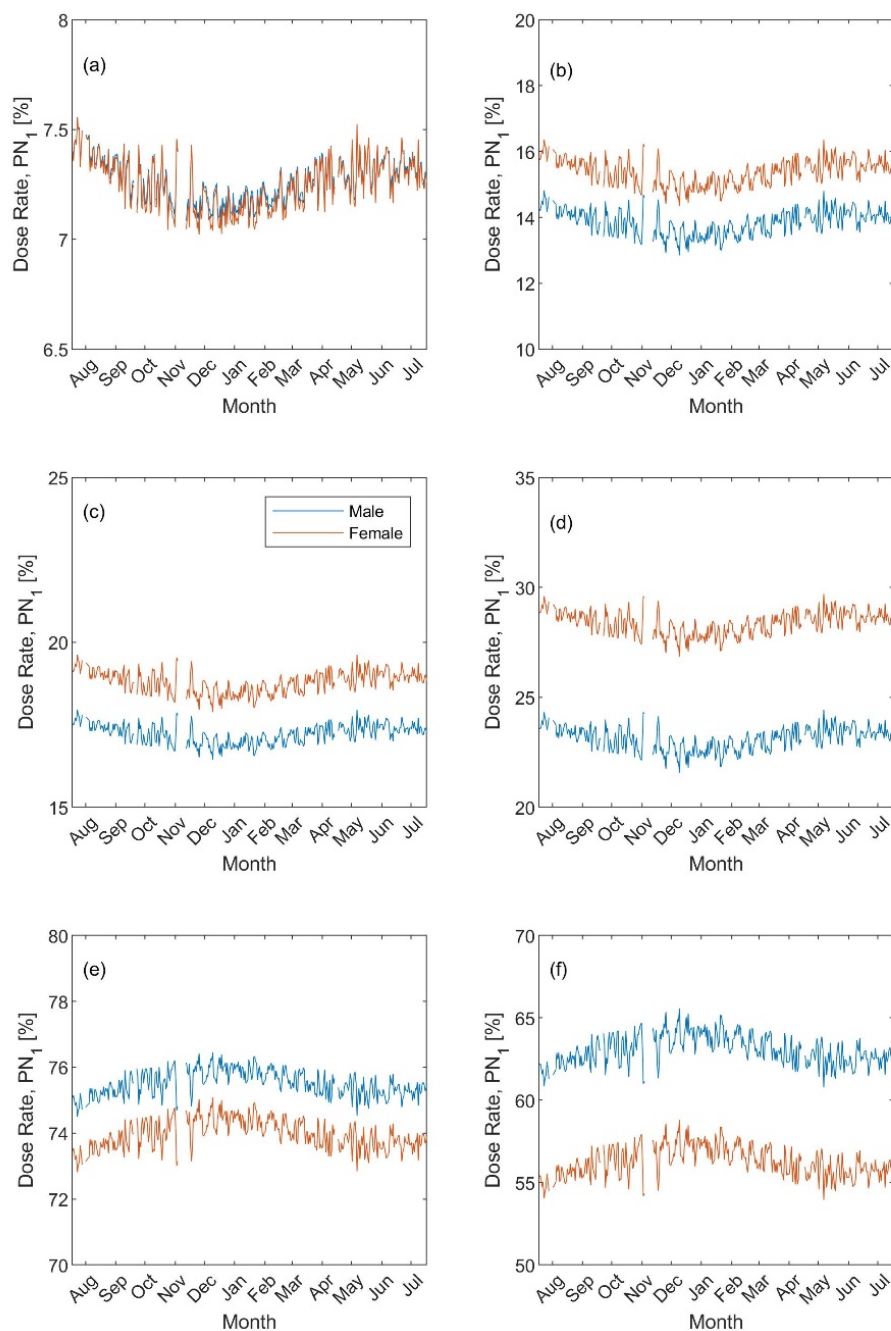 (a)
8
7.5
7
6.5
Dose Rate, PN1 [%]
Aug Sep Oct Nov Dec Jan Feb Mar Apr May Jun Jul
Month
(b)
20
18
16
14
12
10
Dose Rate, PN1 [%]
Aug Sep Oct Nov Dec Jan Feb Mar Apr May Jun Jul
Month
(c)
25
20
15
Dose Rate, PN1 [%]
Male
Female
Aug Sep Oct Nov Dec Jan Feb Mar Apr May Jun Jul
Month
(d)
35
30
25
20
Dose Rate, PN1 [%]
Aug Sep Oct Nov Dec Jan Feb Mar Apr May Jun Jul
Month
(e)
80
78
76
74
72
70
Dose Rate, PN1 [%]
Aug Sep Oct Nov Dec Jan Feb Mar Apr May Jun Jul
Month
(f)
70
65
60
55
50
Dose Rate, PN1 [%]
Aug Sep Oct Nov Dec Jan Feb Mar Apr May Jun Jul
Month